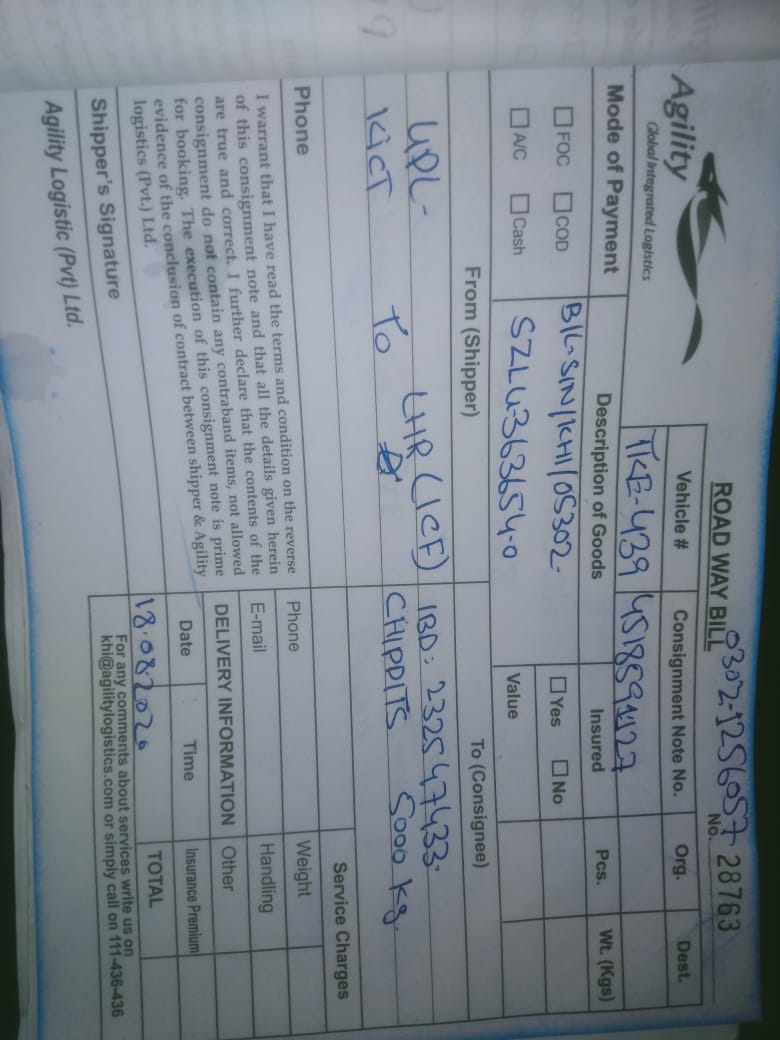 0302-1256057
ROAD WAY BILL
No. 28763
Agility
Global Integrated Logistics
Vehicle # Consignment Note No. Org. Dest.
TKE-439 4518591127
Mode of Payment Description of Goods Insured Pcs. Wt. (Kgs)
FOC COD B/L-SIN/KHI/05302- Yes No
A/C Cash SZLU-363654-0 Value
From (Shipper) To (Consignee)
UPL- LHR (ICF) IBD: 232547433-
KICT To CHIPPITS 5000 kg.
Service Charges
Phone Phone Weight
I warrant that I have read the terms and condition on the reverse
of this consignment note and that all the details given herein
are true and correct. I further declare that the contents of the
consignment do not contain any contraband items, not allowed
for booking. The execution of this consignment note is prime
evidence of the conclusion of contract between shipper & Agility
logistics (Pvt.) Ltd.
E-mail Handling
DELIVERY INFORMATION Other
Date Time Insurance Premium
18.08.2020 TOTAL
Shipper's Signature
For any comments about services write us on
khi@agilitylogistics.com or simply call on 111-436-436
Agility Logistic (Pvt) Ltd.